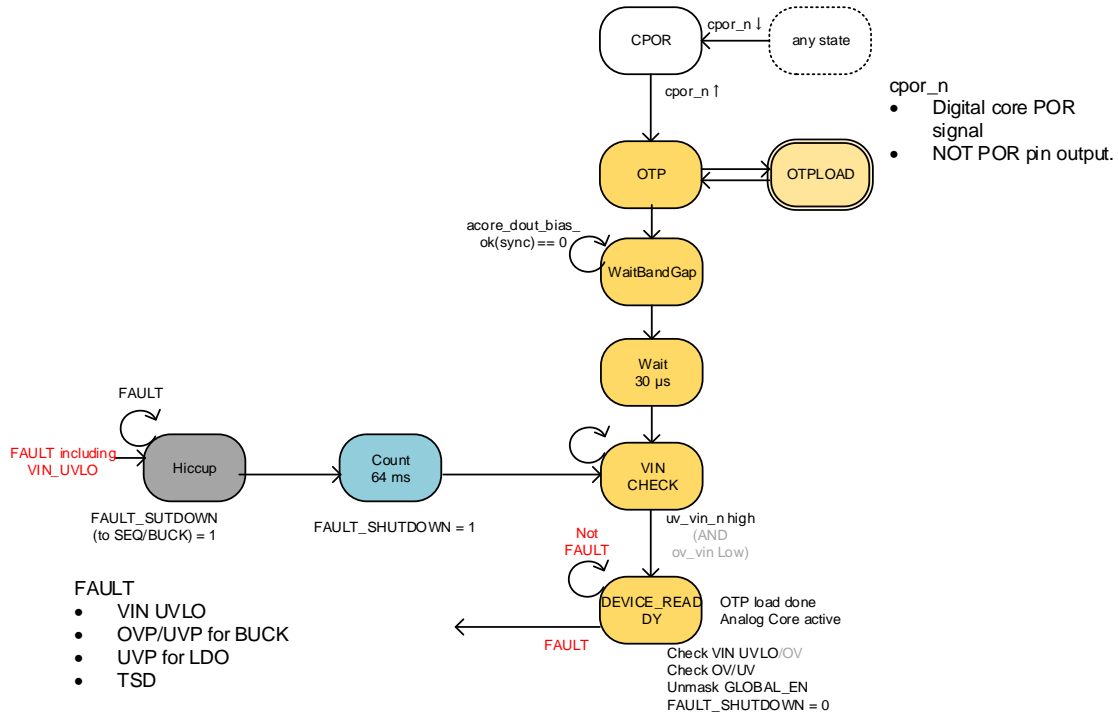 CPOR
cpor_n ↓
any state
cpor_n ↑
cpor_n
• Digital core POR
signal
• NOT POR pin output.
OTP
OTPLOAD
acore_dout_bias_
ok(sync) == 0
WaitBandGap
Wait
30 µs
FAULT
FAULT including
VIN_UVLO
Hiccup
Count
64 ms
VIN
CHECK
FAULT_SUTDOWN
(to SEQ/BUCK) = 1
FAULT_SHUTDOWN = 1
uv_vin_n high
(AND
ov_vin Low)
Not
FAULT
DEVICE_READ
DY
OTP load done
Analog Core active
FAULT
Check VIN UVLO/OV
Check OV/UV
Unmask GLOBAL_EN
FAULT_SHUTDOWN = 0
FAULT
• VIN UVLO
• OVP/UVP for BUCK
• UVP for LDO
• TSD